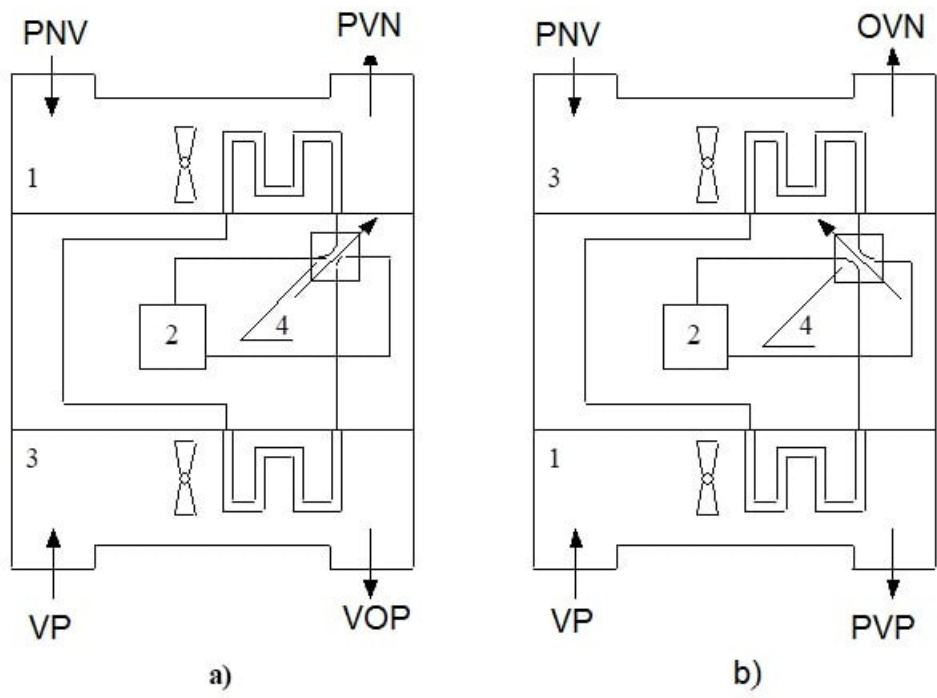 PNV PVN PNV OVN
1 3
4 4
2 2
3 1
VP VOP VP PVP
a) b)